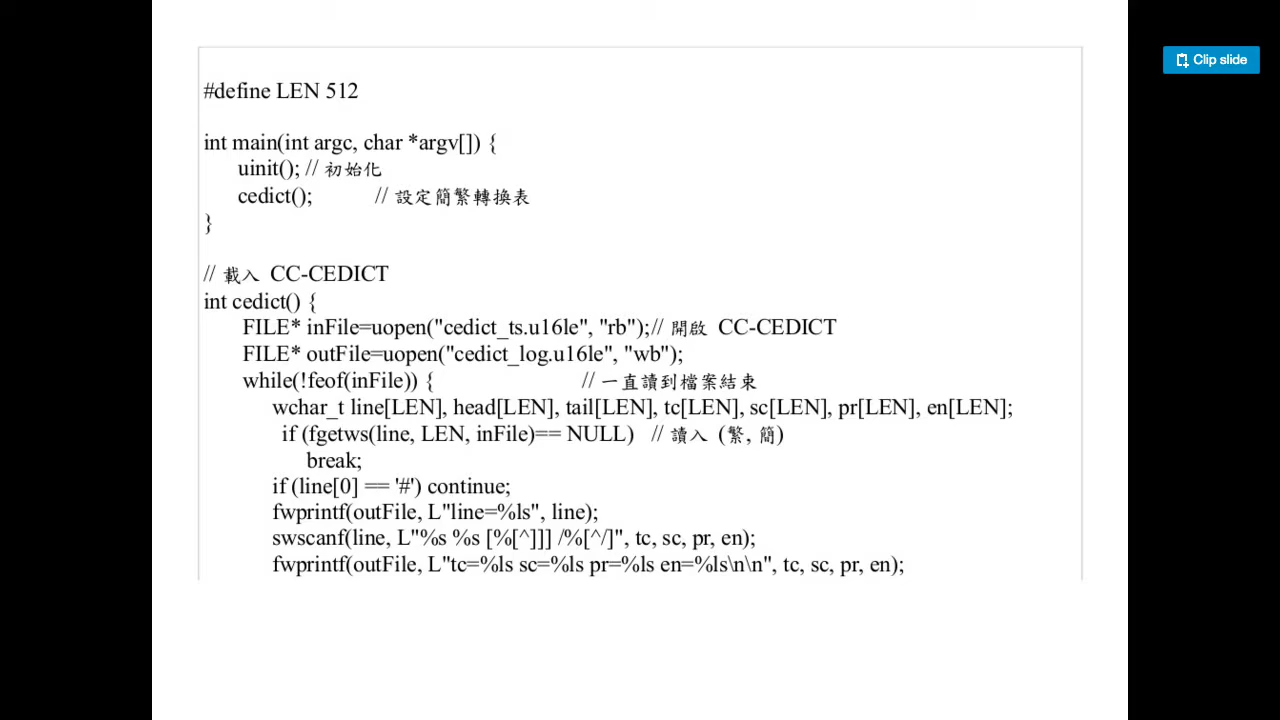 Clip slide
#define LEN 512
int main(int argc, char *argv[]) {
uinit(); // 初始化
cedict(); // 設定簡繁轉換表
}
// 載入 CC-CEDICT
int cedict() {
FILE* inFile=uopen("cedict_ts.u16le", "rb");// 開啟 CC-CEDICT
FILE* outFile=uopen("cedict_log.u16le", "wb");
while(!feof(inFile)) { // 一直讀到檔案結束
wchar_t line[LEN], head[LEN], tail[LEN], tc[LEN], sc[LEN], pr[LEN], en[LEN];
if (fgetws(line, LEN, inFile)== NULL) // 讀入 (繁, 簡)
break;
if (line[0] == '#') continue;
fwprintf(outFile, L"line=%ls", line);
swscanf(line, L"%s %s [%[^]]] /%[^/]", tc, sc, pr, en);
fwprintf(outFile, L"tc=%ls sc=%ls pr=%ls en=%ls\n\n", tc, sc, pr, en);